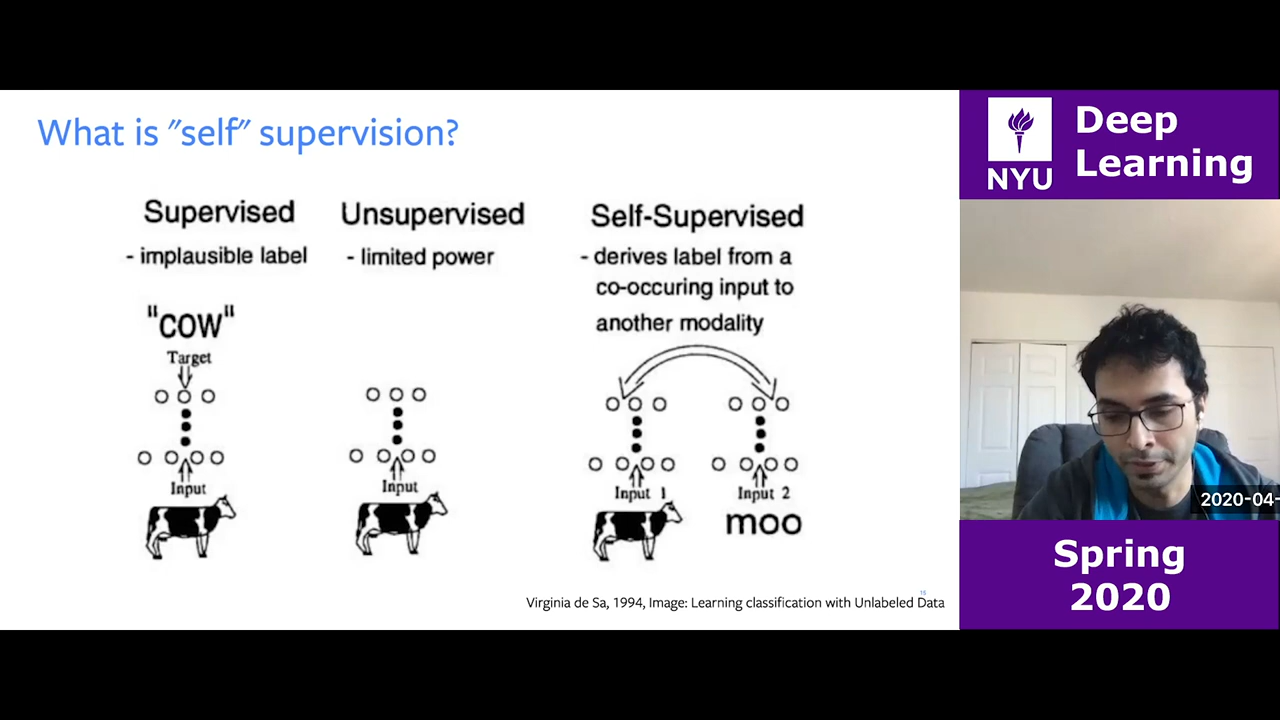 What is "self" supervision?
Supervised
- implausible label
"COW"
Target
Input
Unsupervised
- limited power
Input
Self-Supervised
- derives label from a
co-occuring input to
another modality
Input 1
Input 2
moo
15
Virginia de Sa, 1994, Image: Learning classification with Unlabeled Data
NYU
Deep
Learning
2020-04-
Spring
2020